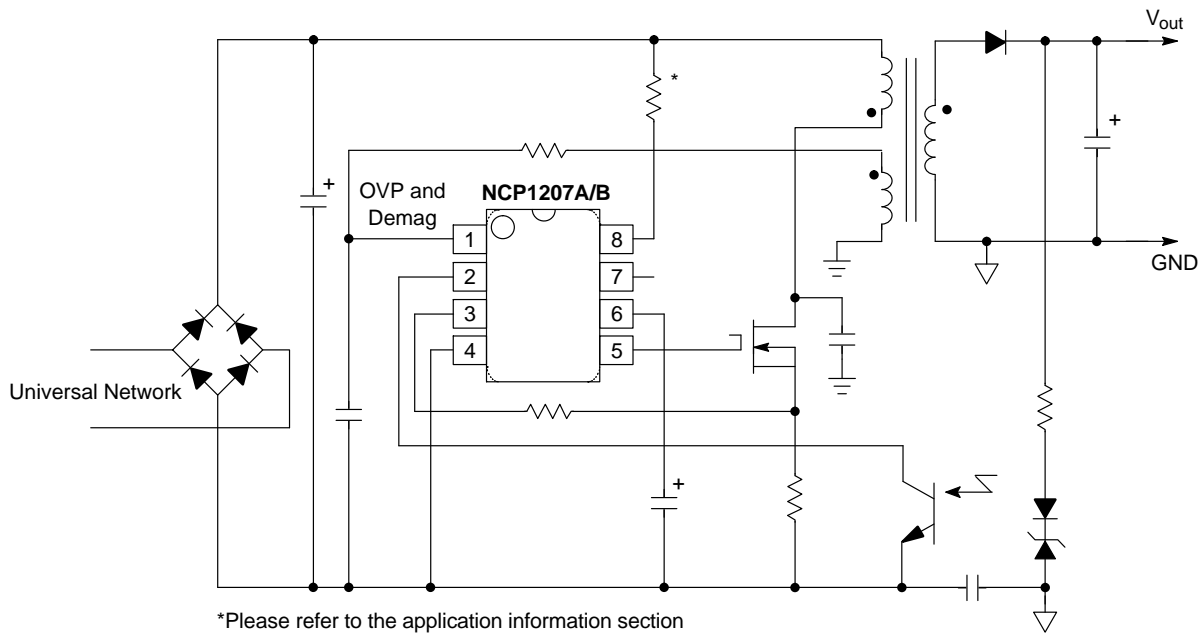 V_out
*
+
+
OVP and
Demag
NCP1207A/B
1
8
2
7
3
6
4
5
GND
Universal Network
+
*Please refer to the application information section